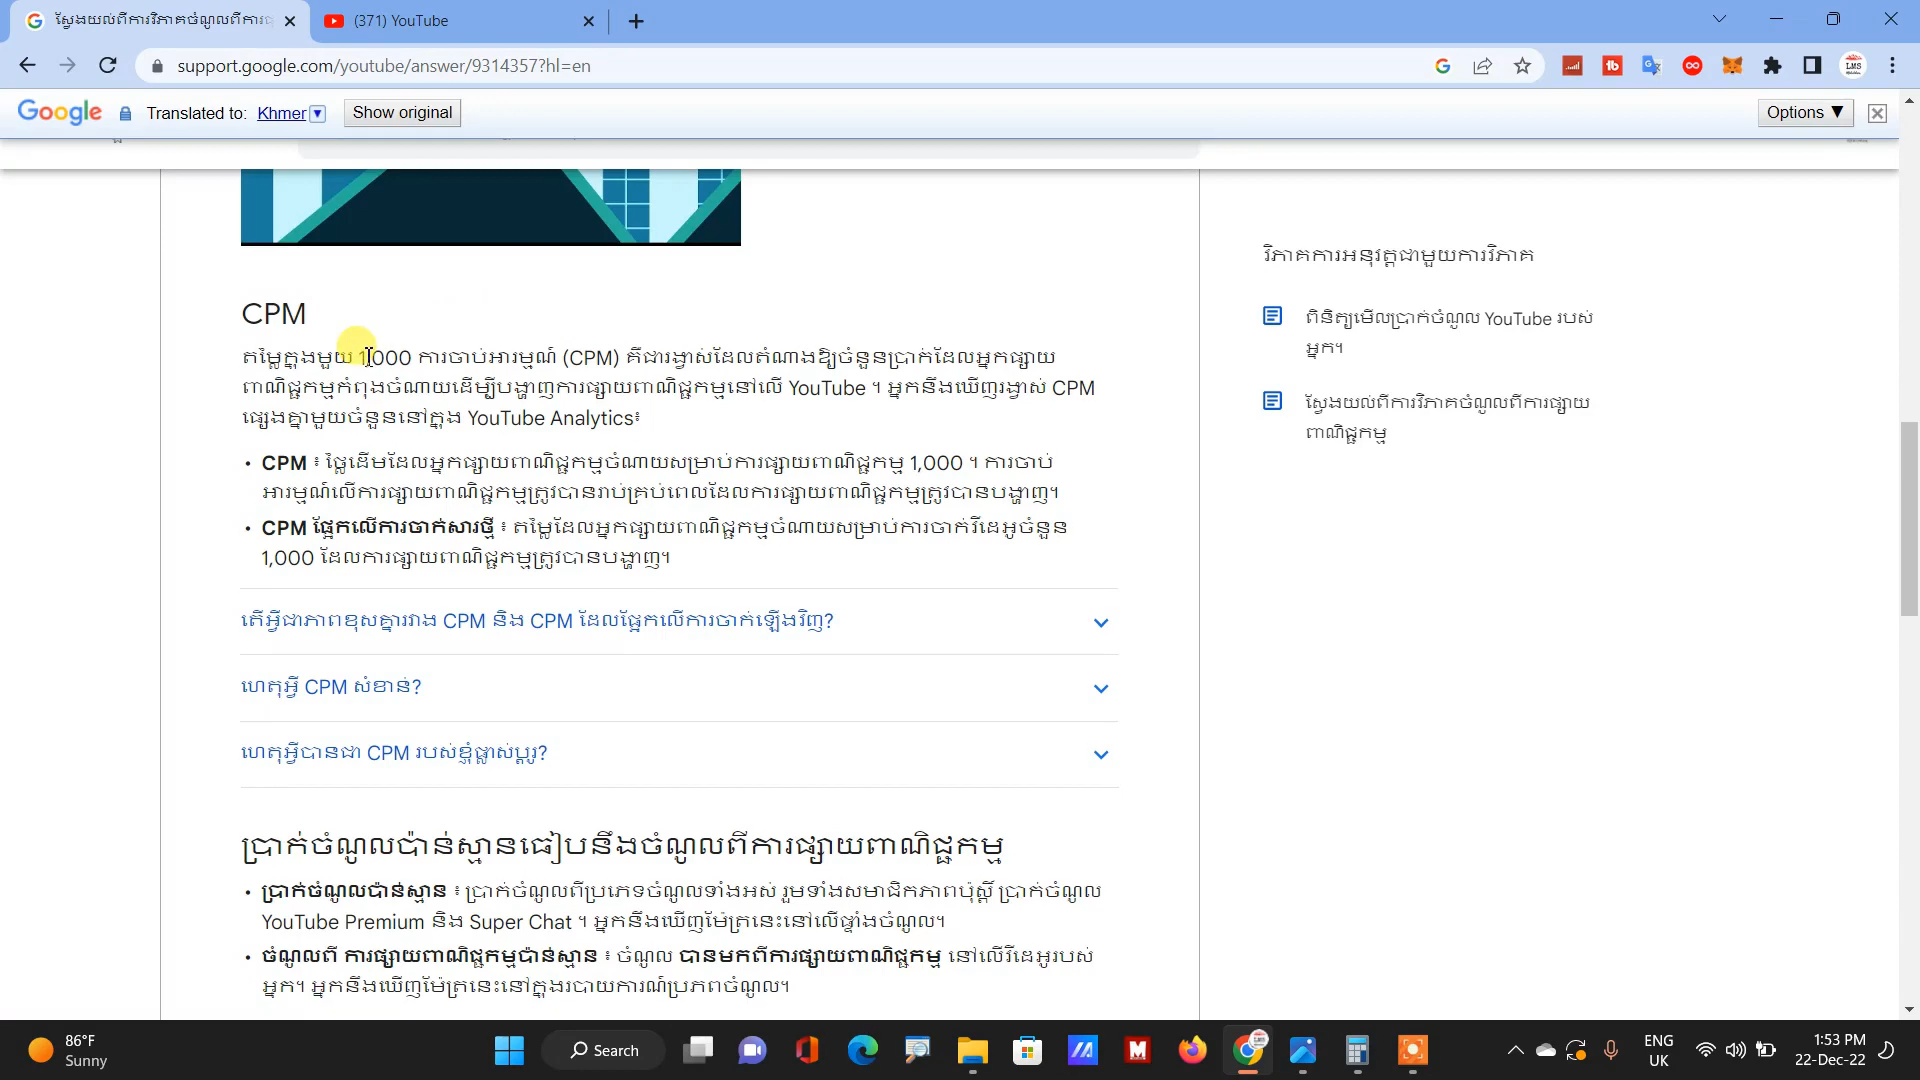 ស្វែងយល់ពីការវិភាគចំណូលពីការផ្ស
(371) YouTube
support.google.com/youtube/answer/9314357?hl=en
Google Translated to: Khmer Show original Options ▼
CPM
តម្លៃក្នុងមួយ 1,000 ការចាប់អារម្មណ៍ (CPM) គឺជារង្វាស់ដែលតំណាងឱ្យចំនួនប្រាក់ដែលអ្នកផ្សាយ
ពាណិជ្ជកម្មកំពុងចំណាយដើម្បីបង្ហាញការផ្សាយពាណិជ្ជកម្មនៅលើ YouTube ។ អ្នកនឹងឃើញរង្វាស់ CPM
ផ្សេងគ្នាមួយចំនួននៅក្នុង YouTube Analytics៖
• CPM ៖ ថ្លៃដើមដែលអ្នកផ្សាយពាណិជ្ជកម្មចំណាយសម្រាប់ការផ្សាយពាណិជ្ជកម្ម 1,000 ។ ការចាប់
អារម្មណ៍លើការផ្សាយពាណិជ្ជកម្មត្រូវបានរាប់គ្រប់ពេលដែលការផ្សាយពាណិជ្ជកម្មត្រូវបានបង្ហាញ។
• CPM ផ្អែកលើការចាក់សារថ្មី ៖ តម្លៃដែលអ្នកផ្សាយពាណិជ្ជកម្មចំណាយសម្រាប់ការចាក់វីដេអូចំនួន
1,000 ដែលការផ្សាយពាណិជ្ជកម្មត្រូវបានបង្ហាញ។
តើអ្វីជាភាពខុសគ្នារវាង CPM និង CPM ដែលផ្អែកលើការចាក់ឡើងវិញ?
ហេតុអ្វី CPM សំខាន់?
ហេតុអ្វីបានជា CPM របស់ខ្ញុំផ្លាស់ប្តូរ?
ប្រាក់ចំណូលប៉ាន់ស្មានធៀបនឹងចំណូលពីការផ្សាយពាណិជ្ជកម្ម
• ប្រាក់ចំណូលប៉ាន់ស្មាន ៖ ប្រាក់ចំណូលពីប្រភេទចំណូលទាំងអស់ រួមទាំងសមាជិកភាពប៉ុស្តិ៍ ប្រាក់ចំណូល
YouTube Premium និង Super Chat ។ អ្នកនឹងឃើញម៉ែត្រនេះនៅលើផ្ទាំងចំណូល។
• ចំណូលពី ការផ្សាយពាណិជ្ជកម្មប៉ាន់ស្មាន ៖ ចំណូល បានមកពីការផ្សាយពាណិជ្ជកម្ម នៅលើវីដេអូរបស់
អ្នក។ អ្នកនឹងឃើញម៉ែត្រនេះនៅក្នុងរបាយការណ៍ប្រភពចំណូល។
វិភាគការអនុវត្តជាមួយការវិភាគ
ពិនិត្យមើលប្រាក់ចំណូល YouTube របស់
អ្នក។
ស្វែងយល់ពីការវិភាគចំណូលពីការផ្សាយ
ពាណិជ្ជកម្ម
86°F
Sunny
Search
ENG
UK
1:53 PM
22-Dec-22